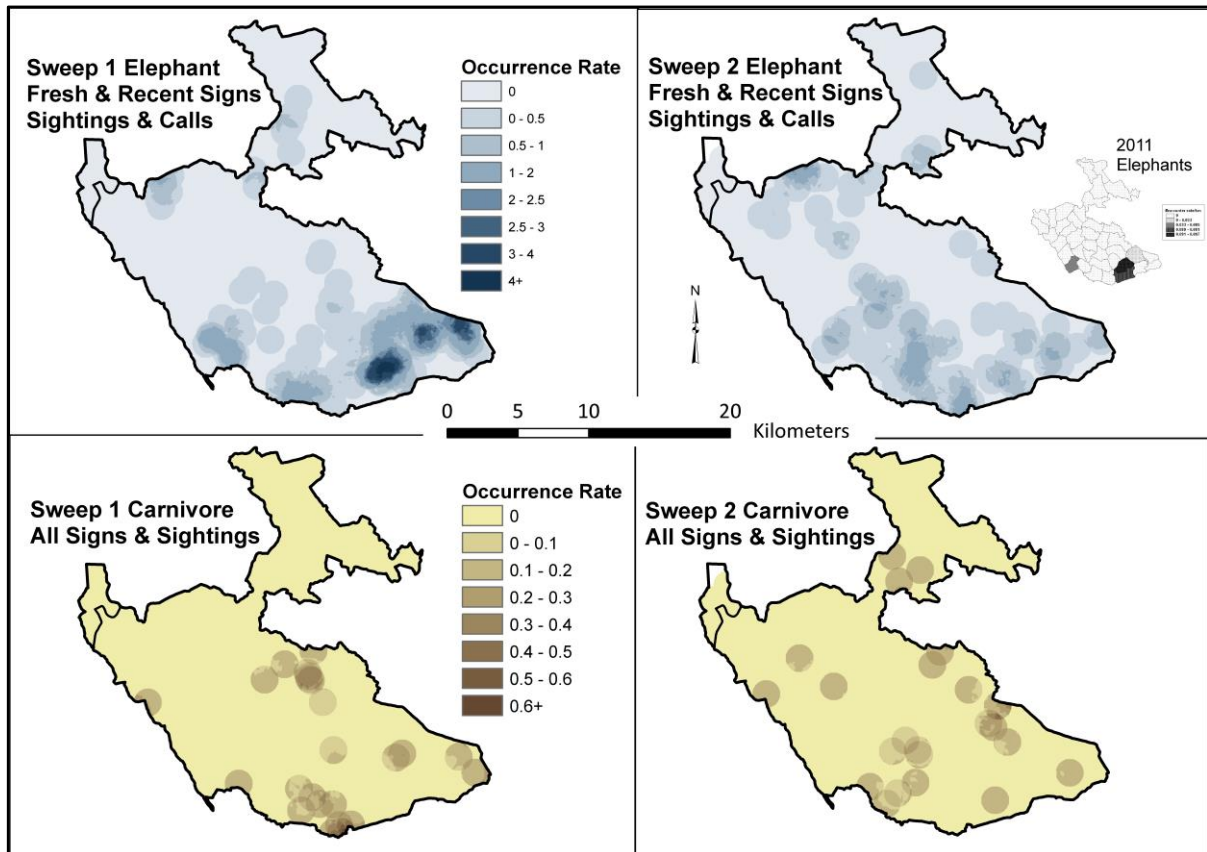 Sweep 1 Elephant
Fresh & Recent Signs
Sightings & Calls
Occurrence Rate
0
0 - 0.5
0.5 - 1
1 - 2
2 - 2.5
2.5 - 3
3 - 4
4+
Sweep 2 Elephant
Fresh & Recent Signs
Sightings & Calls
2011
Elephants
N
0 5 10 20
Kilometers
Sweep 1 Carnivore
All Signs & Sightings
Occurrence Rate
0
0 - 0.1
0.1 - 0.2
0.2 - 0.3
0.3 - 0.4
0.4 - 0.5
0.5 - 0.6
0.6+
Sweep 2 Carnivore
All Signs & Sightings